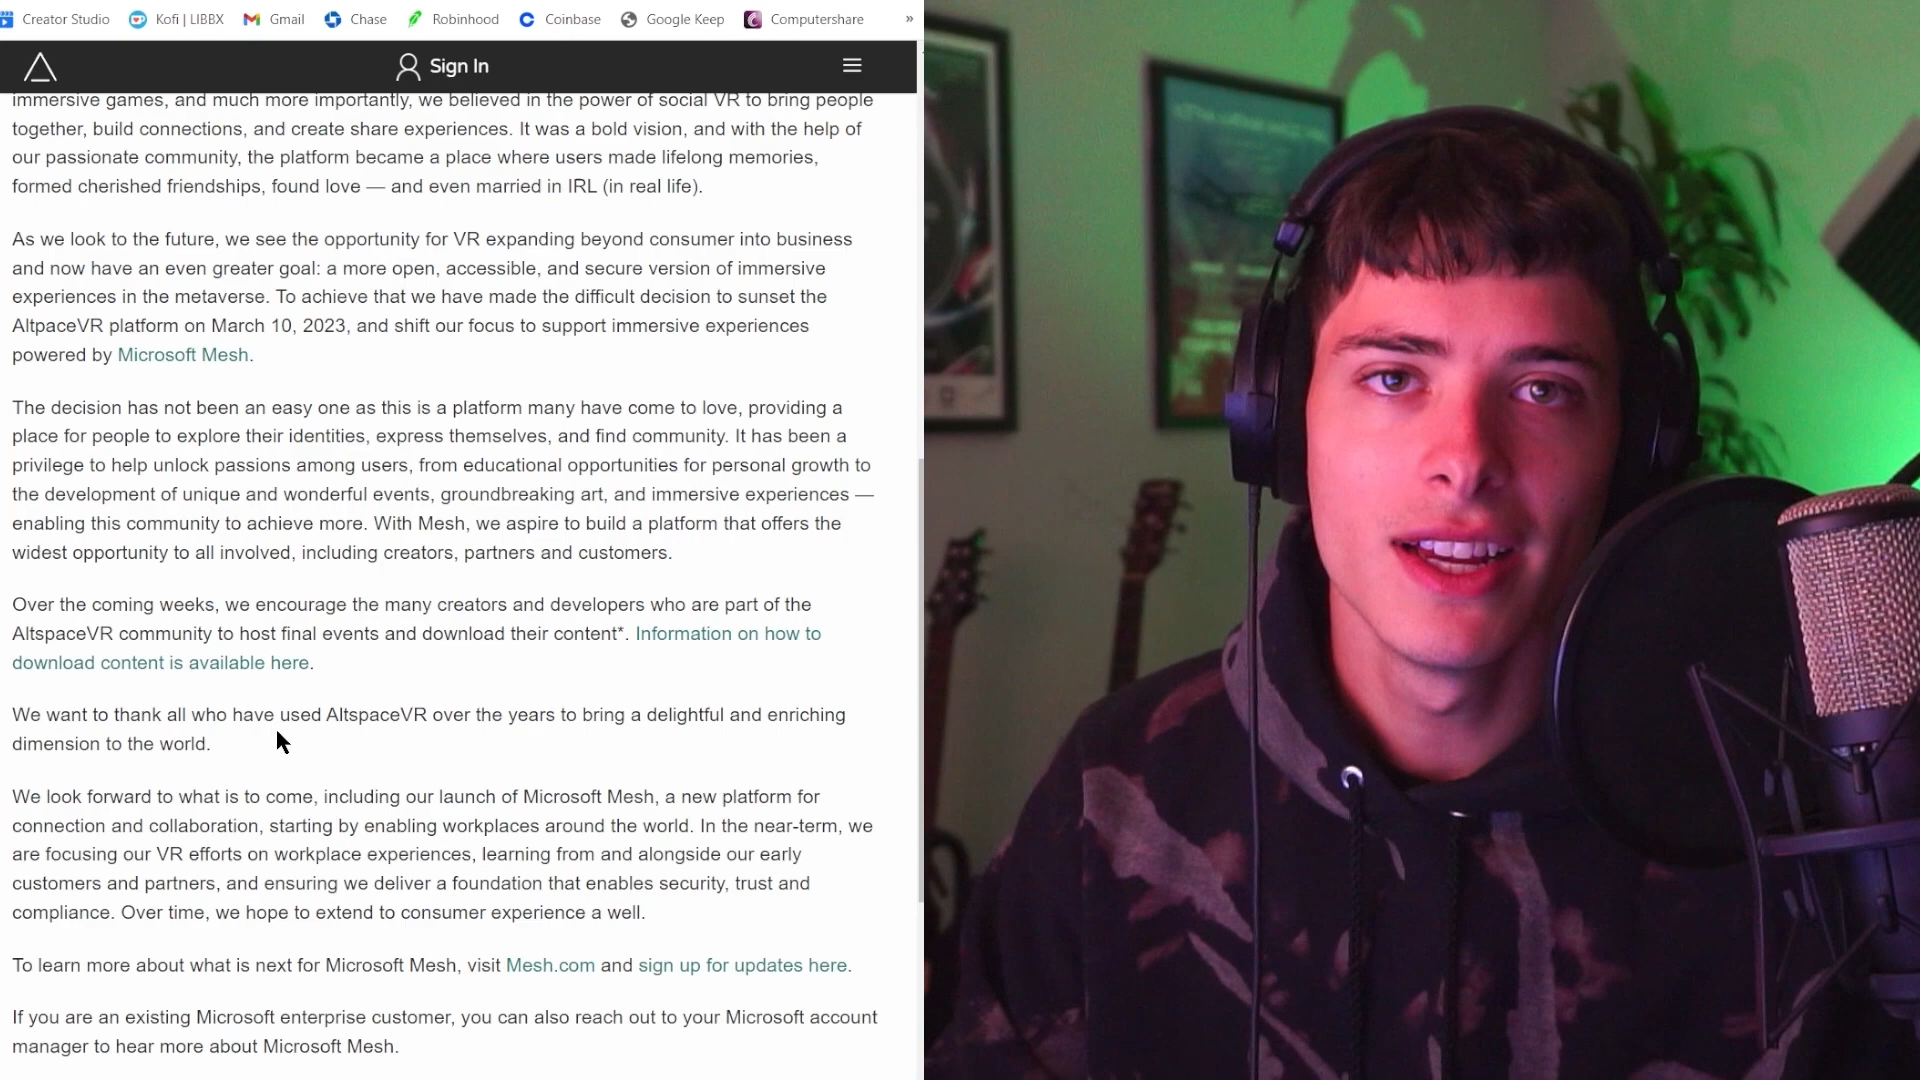 Creator Studio Kofi | LIBBX Gmail Chase Robinhood Coinbase Google Keep Computershare »
Sign In
immersive games, and much more importantly, we believed in the power of social VR to bring people
together, build connections, and create share experiences. It was a bold vision, and with the help of
our passionate community, the platform became a place where users made lifelong memories,
formed cherished friendships, found love — and even married in IRL (in real life).
As we look to the future, we see the opportunity for VR expanding beyond consumer into business
and now have an even greater goal: a more open, accessible, and secure version of immersive
experiences in the metaverse. To achieve that we have made the difficult decision to sunset the
AltpaceVR platform on March 10, 2023, and shift our focus to support immersive experiences
powered by Microsoft Mesh.
The decision has not been an easy one as this is a platform many have come to love, providing a
place for people to explore their identities, express themselves, and find community. It has been a
privilege to help unlock passions among users, from educational opportunities for personal growth to
the development of unique and wonderful events, groundbreaking art, and immersive experiences —
enabling this community to achieve more. With Mesh, we aspire to build a platform that offers the
widest opportunity to all involved, including creators, partners and customers.
Over the coming weeks, we encourage the many creators and developers who are part of the
AltspaceVR community to host final events and download their content*. Information on how to
download content is available here.
We want to thank all who have used AltspaceVR over the years to bring a delightful and enriching
dimension to the world.
We look forward to what is to come, including our launch of Microsoft Mesh, a new platform for
connection and collaboration, starting by enabling workplaces around the world. In the near-term, we
are focusing our VR efforts on workplace experiences, learning from and alongside our early
customers and partners, and ensuring we deliver a foundation that enables security, trust and
compliance. Over time, we hope to extend to consumer experience a well.
To learn more about what is next for Microsoft Mesh, visit Mesh.com and sign up for updates here.
If you are an existing Microsoft enterprise customer, you can also reach out to your Microsoft account
manager to hear more about Microsoft Mesh.